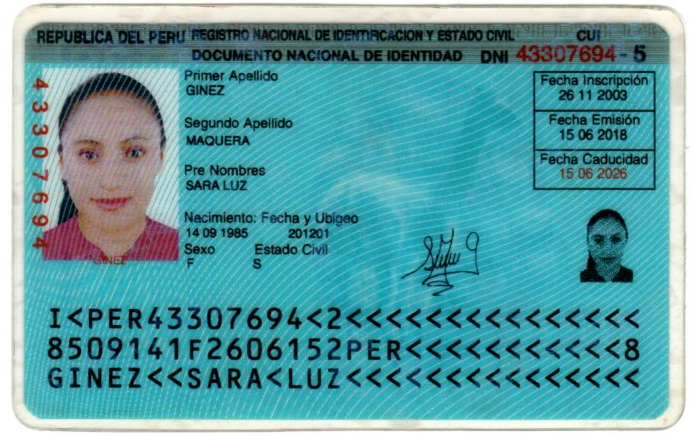 REPUBLICA DEL PERU REGISTRO NACIONAL DE IDENTIFICACION Y ESTADO CIVIL CUI
DOCUMENTO NACIONAL DE IDENTIDAD DNI 43307694 - 5
43307694
Primer Apellido
GINEZ
Segundo Apellido
MAQUERA
Pre Nombres
SARA LUZ
Nacimiento: Fecha y Ubigeo
14 09 1985 201201
Sexo Estado Civil
F S
GINEZ
Fecha Inscripción
26 11 2003
Fecha Emisión
15 06 2018
Fecha Caducidad
15 06 2026
I<PER43307694<2<<<<<<<<<<<<<<<
8509141F2606152PER<<<<<<<<<<<8
GINEZ<<SARA<LUZ<<<<<<<<<<<<<<<